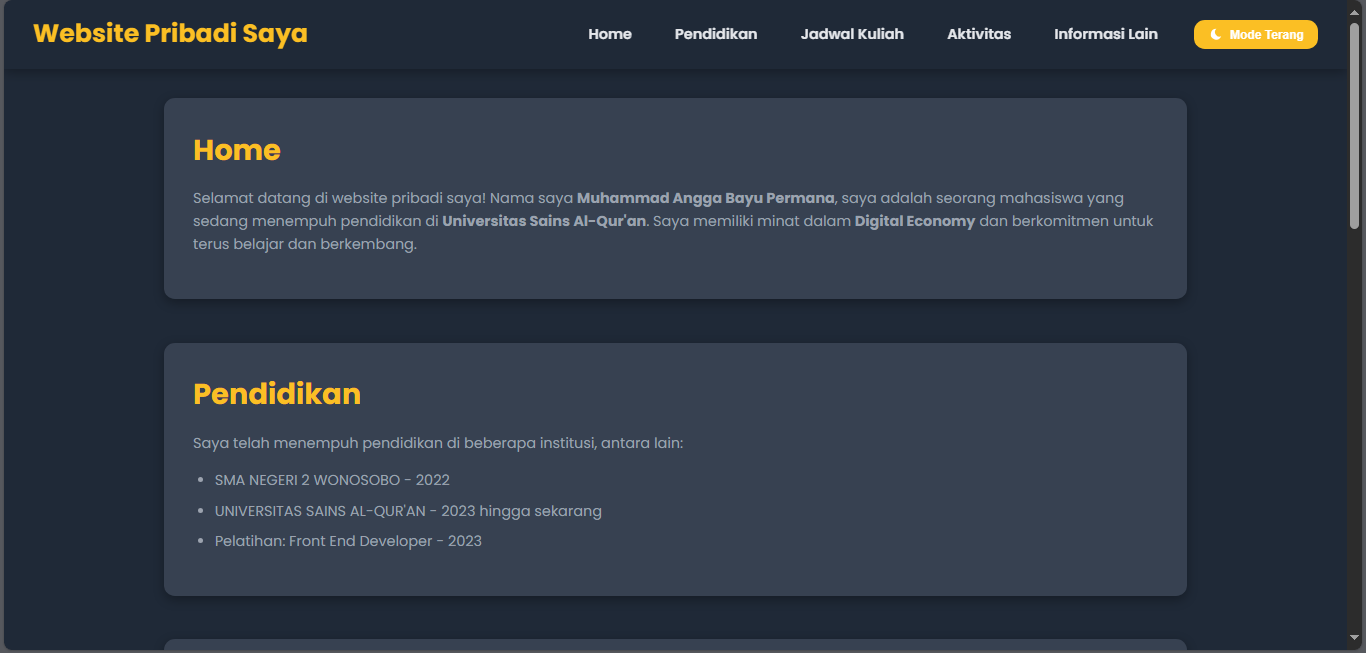 Website Pribadi Saya
Home
Pendidikan
Jadwal Kuliah
Aktivitas
Informasi Lain
Mode Terang
Home
Selamat datang di website pribadi saya! Nama saya Muhammad Angga Bayu Permana, saya adalah seorang mahasiswa yang
sedang menempuh pendidikan di Universitas Sains Al-Qur'an. Saya memiliki minat dalam Digital Economy dan berkomitmen untuk
terus belajar dan berkembang.
Pendidikan
Saya telah menempuh pendidikan di beberapa institusi, antara lain:
• SMA NEGERI 2 WONOSOBO - 2022
• UNIVERSITAS SAINS AL-QUR'AN - 2023 hingga sekarang
• Pelatihan: Front End Developer - 2023